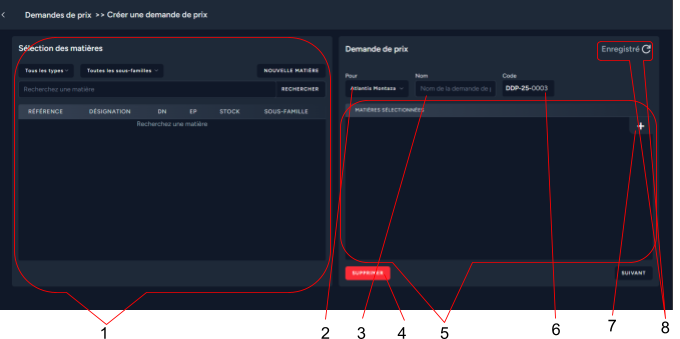 Demandes de prix >> Créer une demande de prix
Sélection des matières
Tous les types
Toutes les sous-familles
NOUVELLE MATIÈRE
Recherchez une matière
RECHERCHER
RÉFÉRENCE DÉSIGNATION DN EP STOCK SOUS-FAMILLE
Recherchez une matière
Demande de prix
Enregistré
Pour Nom Code
Atlantis Montaza
Nom de la demande de
DDP-25-0003
MATIÈRES SÉLECTIONNÉES
+
SUPPRIMER
SUIVANT
1 2 3 4 5 6 7 8